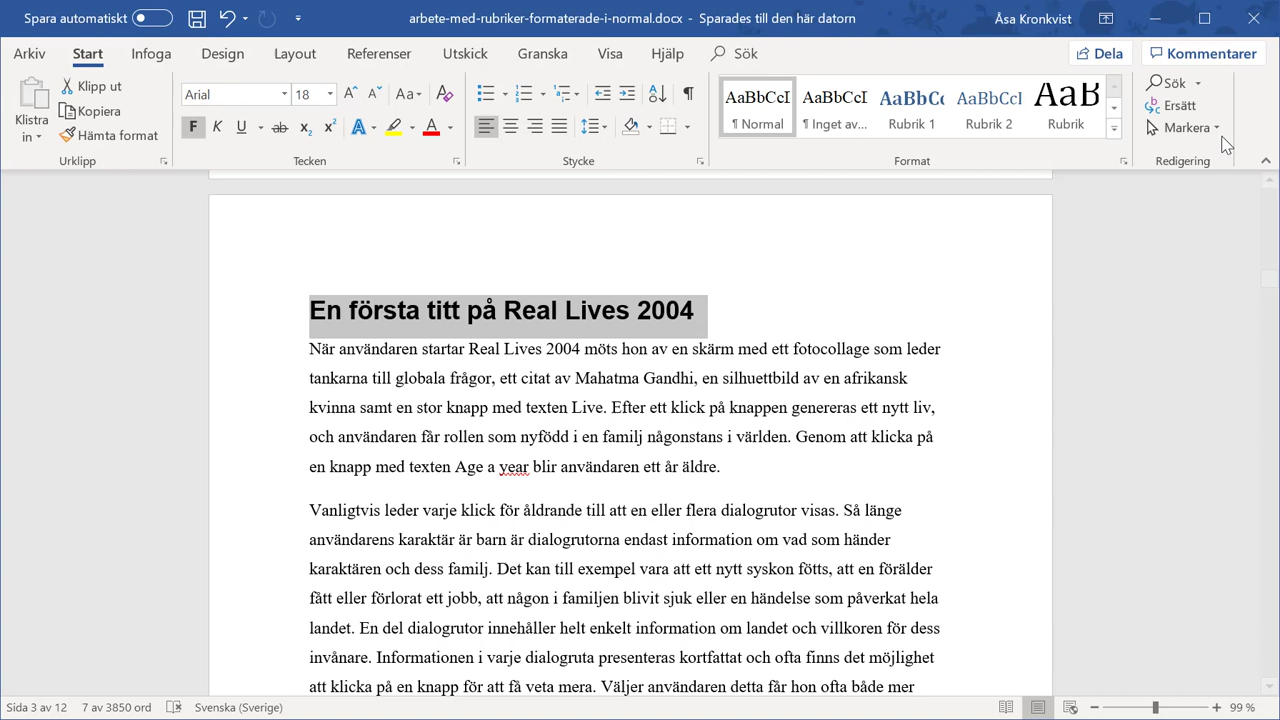 Spara automatiskt
arbete-med-rubriker-formaterade-i-normal.docx - Sparades till den här datorn
Åsa Kronkvist
Arkiv Start Infoga Design Layout Referenser Utskick Granska Visa Hjälp Sök Dela Kommentarer
Klistra in
Klipp ut
Kopiera
Hämta format
Urklipp
Arial 18
F K U ab x₂ x² A A
Tecken
Stycke
AaBbCcI AaBbCcI AaBbCc AaBbCcI AaB
¶ Normal ¶ Inget av... Rubrik 1 Rubrik 2 Rubrik
Format
Sök
Ersätt
Markera
Redigering
En första titt på Real Lives 2004
När användaren startar Real Lives 2004 möts hon av en skärm med ett fotocollage som leder
tankarna till globala frågor, ett citat av Mahatma Gandhi, en silhuettbild av en afrikansk
kvinna samt en stor knapp med texten Live. Efter ett klick på knappen genereras ett nytt liv,
och användaren får rollen som nyfödd i en familj någonstans i världen. Genom att klicka på
en knapp med texten Age a year blir användaren ett år äldre.
Vanligtvis leder varje klick för åldrande till att en eller flera dialogrutor visas. Så länge
användarens karaktär är barn är dialogrutorna endast information om vad som händer
karaktären och dess familj. Det kan till exempel vara att ett nytt syskon fötts, att en förälder
fått eller förlorat ett jobb, att någon i familjen blivit sjuk eller en händelse som påverkat hela
landet. En del dialogrutor innehåller helt enkelt information om landet och villkoren för dess
invånare. Informationen i varje dialogruta presenteras kortfattat och ofta finns det möjlighet
att klicka på en knapp för att få veta mera. Väljer användaren detta får hon ofta både mer
Sida 3 av 12 7 av 3850 ord Svenska (Sverige) 99 %